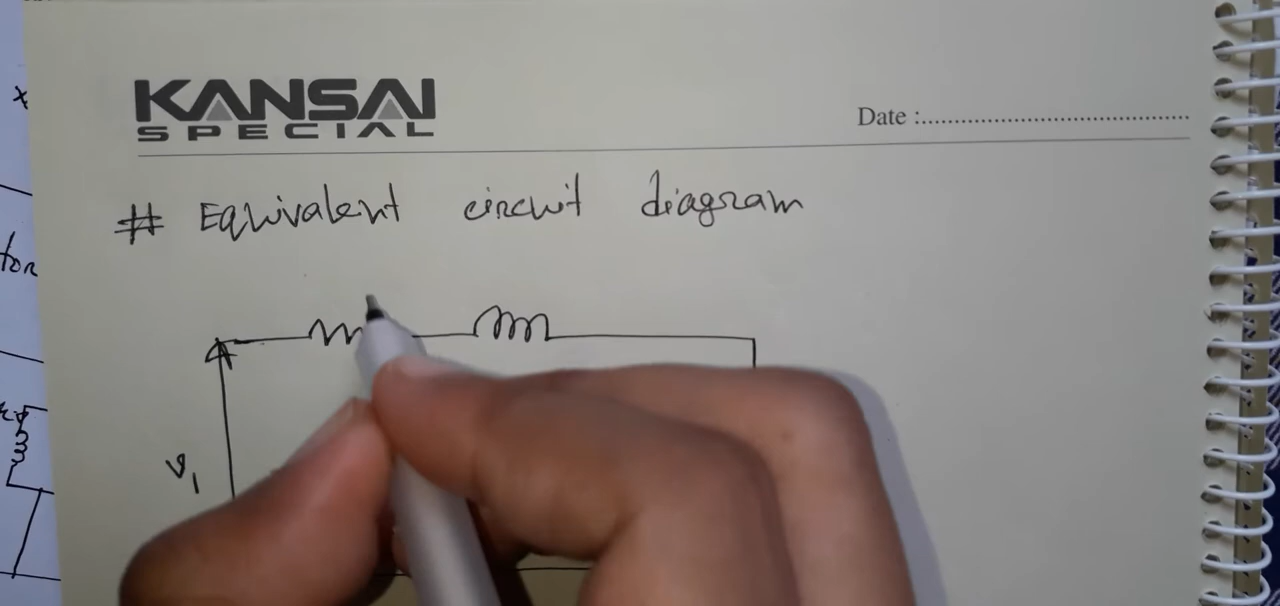 KANSAI
SPECIAL
Date :
# Equivalent circuit diagram
V1